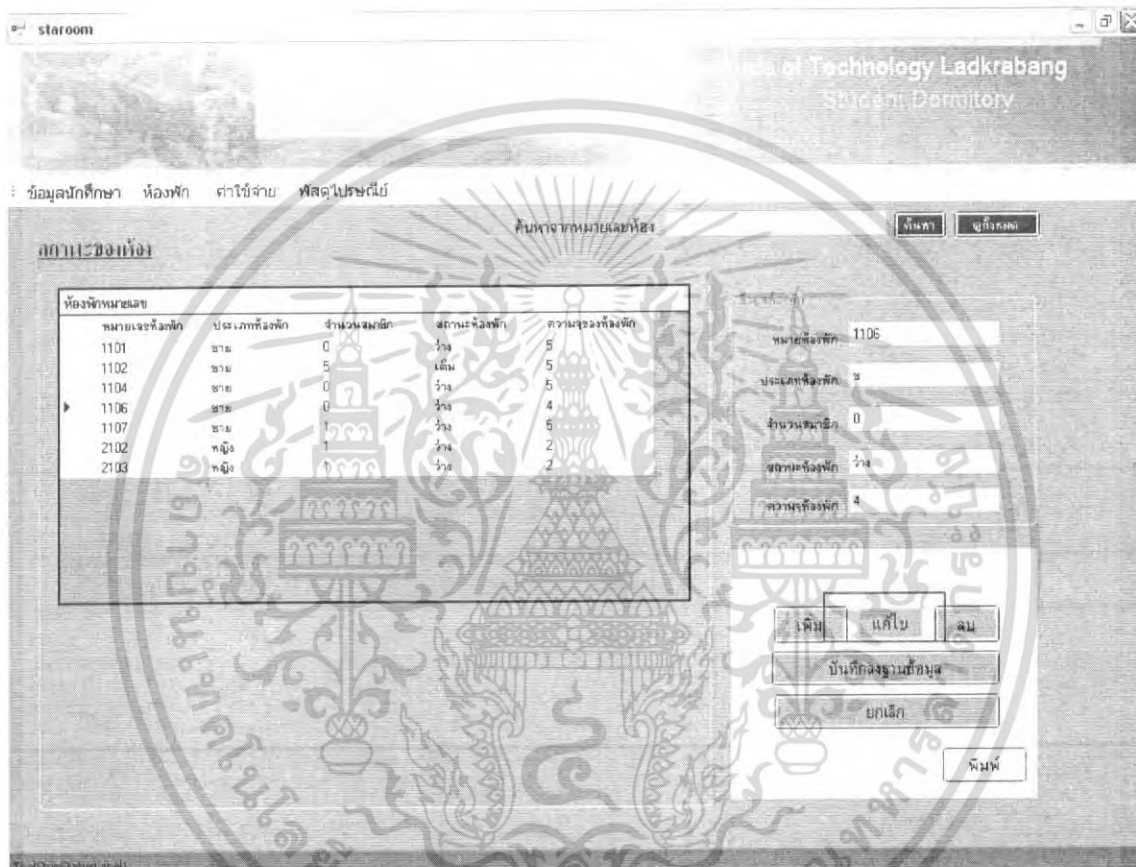 staroom
of Technology Ladkrabang
Student Dormitory
ข้อมูลนักศึกษา ห้องพัก ค่าใช้จ่าย พัสดุไปรษณีย์
ค้นหาจากหมายเลขห้อง ค้นหา ดูทั้งหมด
สถานะของห้อง
ห้องพักหมายเลข
หมายเลขห้องพัก ประเภทห้องพัก จำนวนสมาชิก สถานะห้องพัก ความจุของห้องพัก
1101 ชาย 0 ว่าง 5
1102 ชาย 5 เต็ม 5
1104 ชาย 0 ว่าง 5
1106 ชาย 0 ว่าง 4
1107 ชาย 1 ว่าง 5
2102 หญิง 1 ว่าง 2
2103 หญิง 1 ว่าง 2
หมายห้องพัก 1106
ประเภทห้องพัก ช
จำนวนสมาชิก 0
สถานะห้องพัก ว่าง
ความจุห้องพัก 4
เพิ่ม แก้ไข ลบ
บันทึกลงฐานข้อมูล
ยกเลิก
พิมพ์